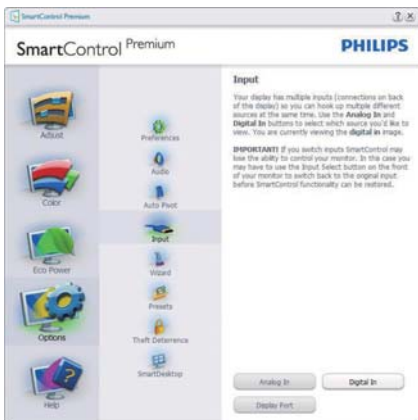 SmartControl Premium
SmartControl Premium
PHILIPS
Adjust
Color
Eco Power
Options
Help
Preferences
Audio
Auto Pivot
Input
Wizard
Presets
Theft Deterrence
SmartDesktop
Input
Your display has multiple inputs (connections on back
of the display) so you can hook up multiple different
sources at the same time. Use the Analog In and
Digital In buttons to select which source you'd like to
view. You are currently viewing the digital in image.
IMPORTANT! If you switch inputs SmartControl may
lose the ability to control your monitor. In this case you
may have to use the Input Select button on the front
of your monitor to switch back to the original input
before SmartControl functionality can be restored.
Analog In
Digital In
Display Port